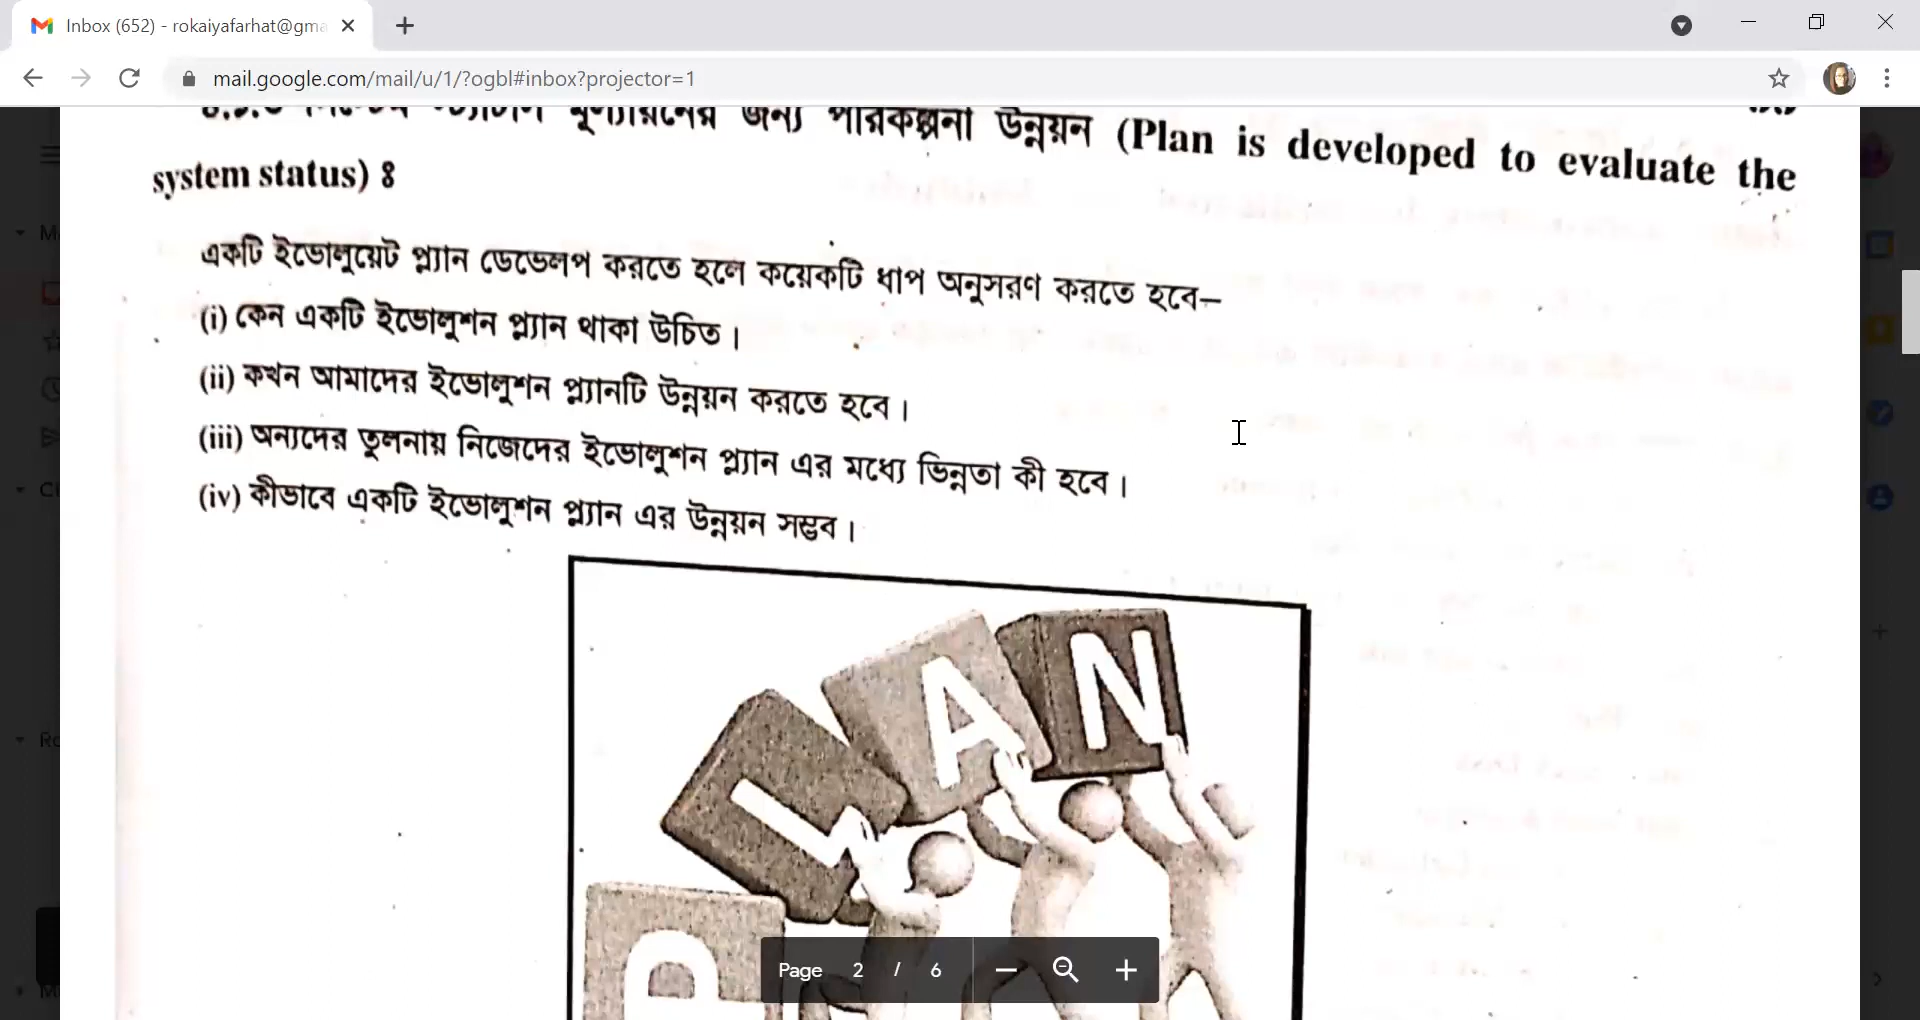 Inbox (652) - rokaiyafarhat@gma
mail.google.com/mail/u/1/?ogbl#inbox?projector=1
মূল্যায়নের জন্য পরিকল্পনা উন্নয়ন (Plan is developed to evaluate the
system status) 8
একটি ইভোলুয়েট প্ল্যান ডেভেলপ করতে হলে কয়েকটি ধাপ অনুসরণ করতে হবে—
(i) কেন একটি ইভোলুশন প্ল্যান থাকা উচিত।
(ii) কখন আমাদের ইভোলুশন প্ল্যানটি উন্নয়ন করতে হবে।
(iii) অন্যদের তুলনায় নিজেদের ইভোলুশন প্ল্যান এর মধ্যে ভিন্নতা কী হবে।
(iv) কীভাবে একটি ইভোলুশন প্ল্যান এর উন্নয়ন সম্ভব।
PLAN
Page 2 / 6